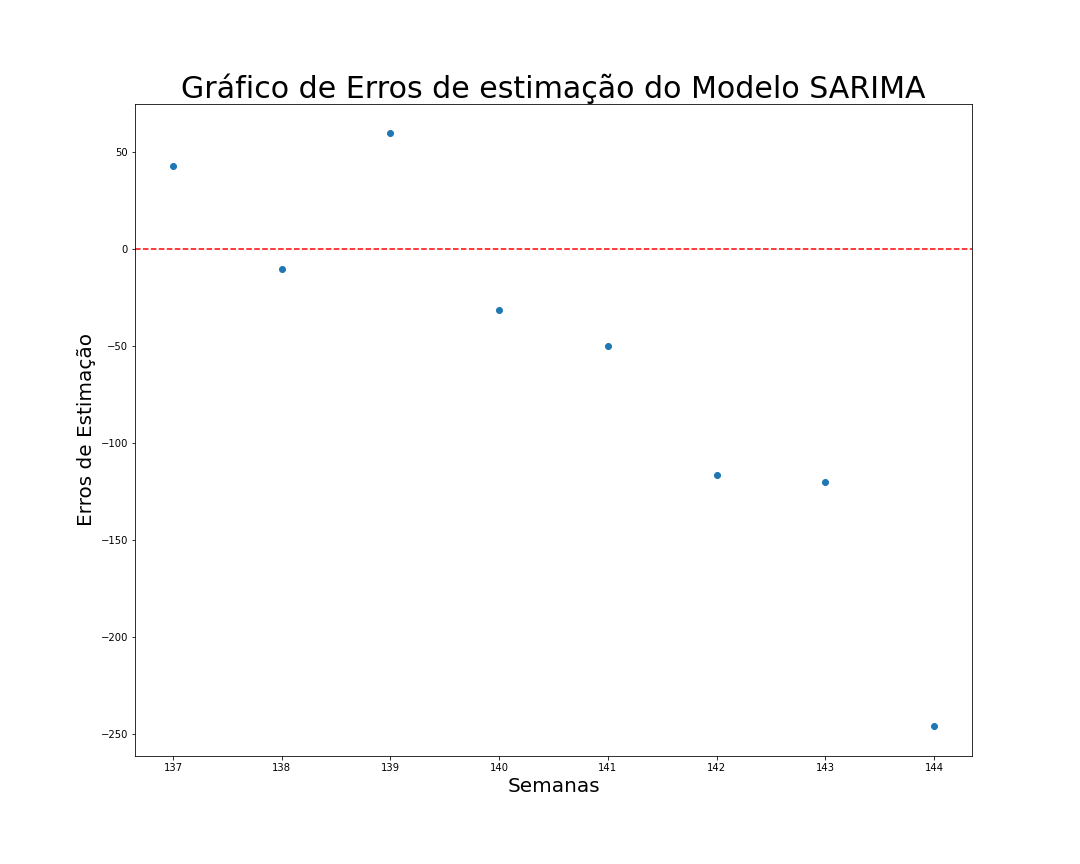 Gráfico de Erros de estimação do Modelo SARIMA
50
0
−50
−100
−150
−200
−250
Erros de Estimação
137 138 139 140 141 142 143 144
Semanas